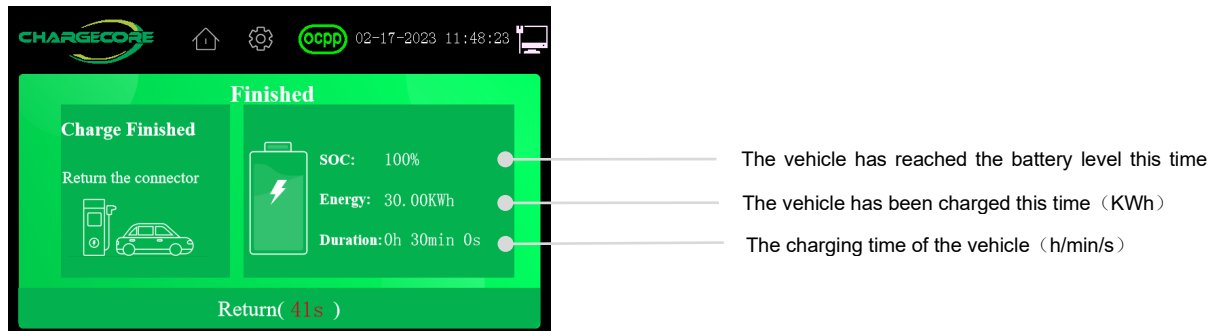 CHARGECORE
ocpp 02-17-2023 11:48:23
Finished
Charge Finished
Return the connector
SOC: 100%
Energy: 30.00KWh
Duration:0h 30min 0s
Return( 41s )
The vehicle has reached the battery level this time
The vehicle has been charged this time（KWh）
The charging time of the vehicle（h/min/s）